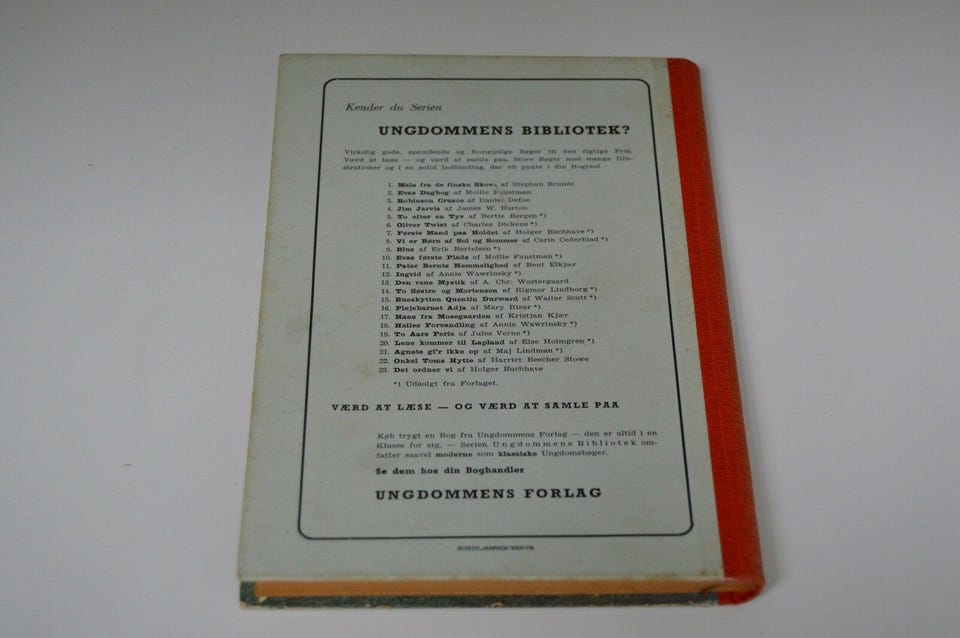 Kender du Serien
UNGDOMMENS BIBLIOTEK?
Virkelig gode, spændende og fornøjelige Bøger til den rigtige Pris.
Værd at læse — og værd at samle paa. Store Bøger med mange Illu-
strationer og i en solid Indbinding, der vil pynte i din Bogreol.
1. Maia fra de finske Skove af Stephan Brunés
2. Evas Dagbog af Mollie Faustman
3. Robinson Crusoe af Daniel Defoe
4. Jim Jarvis af James W. Burton
5. To efter en Tyv af Bertie Bergen *)
6. Oliver Twist af Charles Dickens *)
7. Første Mand paa Holdet af Holger Buchhave *)
8. Vi er Børn af Sol og Sommer af Carin Cederblad *)
9. Blus af Erik Bertelsen *)
10. Evas første Plads af Mollie Faustman *)
11. Pater Bernts Hemmelighed af Bent Elkjær
12. Ingrid af Annie Wawrinsky *)
13. Den rene Mystik af A. Chr. Westergaard
14. To Søstre og Mortensen af Rigmor Lindborg *)
15. Bueskytten Quentin Durward af Walter Scott *)
16. Plejebarnet Adja af Mary Risør *)
17. Hans fra Mosegaarden af Kristjan Kjær
18. Helles Forvandling af Annie Wawrinsky *)
19. To Aars Ferie af Jules Verne *)
20. Lene kommer til Lapland af Else Holmgren *)
21. Agnete gi'r ikke op af Maj Lindman *)
22. Onkel Toms Hytte af Harriet Beecher Stowe
23. Det ordner vi af Holger Buchhave
*) Udsolgt fra Forlaget.
VÆRD AT LÆSE — OG VÆRD AT SAMLE PAA
Køb trygt en Bog fra Ungdommens Forlag — den er altid i en
Klasse for sig. — Serien Ungdommens Bibliotek om-
fatter saavel moderne som klassiske Ungdomsbøger.
Se dem hos din Boghandler
UNGDOMMENS FORLAG